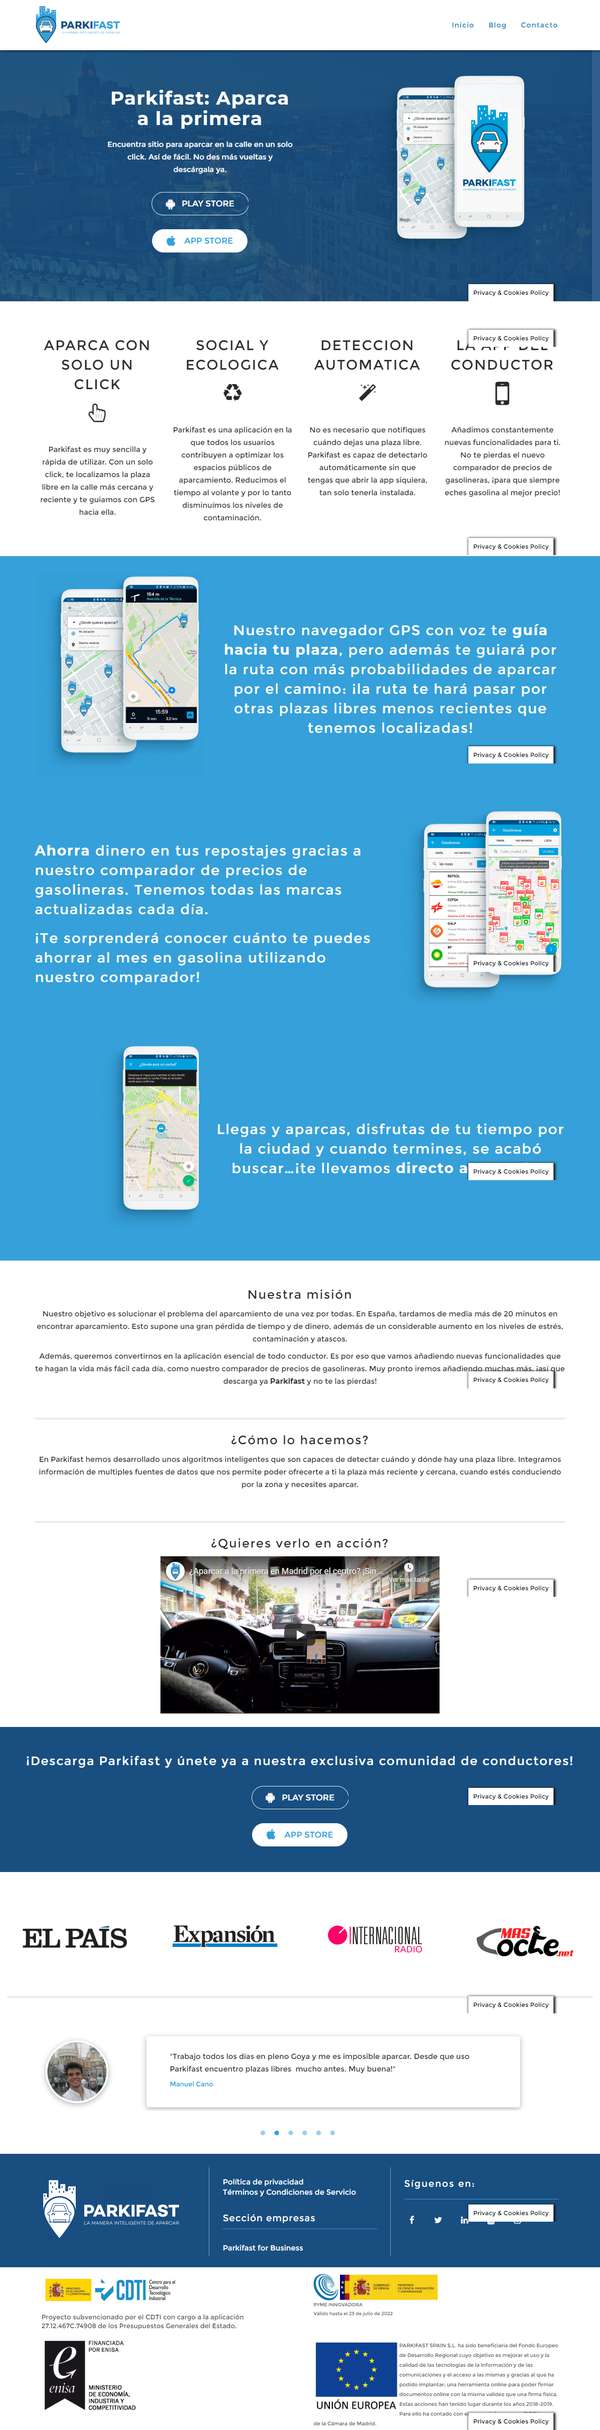 PARKIFAST
Inicio Blog Contacto
Parkifast: Aparca
a la primera
Encuentra sitio para aparcar en la calle en un solo
click. Así de fácil. No des más vueltas y
descárgala ya.
PLAY STORE
APP STORE
PARKIFAST
Privacy & Cookies Policy
Privacy & Cookies Policy
APARCA CON
SOLO UN
CLICK
Parkifast es muy sencilla y
rápida de utilizar. Con un solo
click, te localizamos la plaza
libre en la calle más cercana y
reciente y te guiamos con GPS
hacia ella.
SOCIAL Y
ECOLOGICA
Parkifast es una aplicación en la
que todos los usuarios
contribuyen a optimizar los
espacios públicos de
aparcamiento. Reducimos el
tiempo al volante y por lo tanto
disminuimos los niveles de
contaminación.
DETECCION
AUTOMATICA
No es necesario que notifiques
cuándo dejas una plaza libre.
Parkifast es capaz de detectarlo
automáticamente sin que
tengas que abrir la app siquiera,
tan solo tenerla instalada.
LA APP DEL
CONDUCTOR
Añadimos constantemente
nuevas funcionalidades para ti.
No te pierdas el nuevo
comparador de precios de
gasolineras, ¡para que siempre
eches gasolina al mejor precio!
Privacy & Cookies Policy
Nuestro navegador GPS con voz te guía
hacia tu plaza, pero además te guiará por
la ruta con más probabilidades de aparcar
por el camino: ¡la ruta te hará pasar por
otras plazas libres menos recientes que
tenemos localizadas!
Privacy & Cookies Policy
Ahorra dinero en tus repostajes gracias a
nuestro comparador de precios de
gasolineras. Tenemos todas las marcas
actualizadas cada día.
¡Te sorprenderá conocer cuánto te puedes
ahorrar al mes en gasolina utilizando
nuestro comparador!
Privacy & Cookies Policy
Llegas y aparcas, disfrutas de tu tiempo por
la ciudad y cuando termines, se acabó
buscar...¡te llevamos directo a
Privacy & Cookies Policy
Nuestra misión
Nuestro objetivo es solucionar el problema del aparcamiento de una vez por todas. En España, tardamos de media más de 20 minutos en
encontrar aparcamiento. Esto supone una gran pérdida de tiempo y de dinero, además de un considerable aumento en los niveles de estrés,
contaminación y atascos.
Además, queremos convertirnos en la aplicación esencial de todo conductor. Es por eso que vamos añadiendo nuevas funcionalidades que
te hagan la vida más fácil cada día, como nuestro comparador de precios de gasolineras. Muy pronto iremos añadiendo muchas más, ¡así que
descarga ya Parkifast y no te las pierdas!
Privacy & Cookies Policy
¿Cómo lo hacemos?
En Parkifast hemos desarrollado unos algoritmos inteligentes que son capaces de detectar cuándo y dónde hay una plaza libre. Integramos
información de multiples fuentes de datos que nos permite poder ofrecerte a ti la plaza más reciente y cercana, cuando estés conduciendo
por la zona y necesites aparcar.
¿Quieres verlo en acción?
¿Aparcar a la primera en Madrid por el centro? ¡Sin...
Ver más tarde
Privacy & Cookies Policy
¡Descarga Parkifast y únete ya a nuestra exclusiva comunidad de conductores!
PLAY STORE
APP STORE
Privacy & Cookies Policy
EL PAÍS
Expansión
INTERNACIONAL
RADIO
MAS
Coche.net
Privacy & Cookies Policy
"Trabajo todos los dias en pleno Goya y me es imposible aparcar. Desde que uso
Parkifast encuentro plazas libres mucho antes. Muy buena!"
Manuel Cano
PARKIFAST
LA MANERA INTELIGENTE DE APARCAR
Política de privacidad
Términos y Condiciones de Servicio
Sección empresas
Parkifast for Business
Síguenos en:
Privacy & Cookies Policy
CDTI
Centro para el
Desarrollo
Tecnológico
Industrial
Proyecto subvencionado por el CDTI con cargo a la aplicación
27.12.467C.74908 de los Presupuestos Generales del Estado.
PYME INNOVADORA
Válido hasta el 23 de julio de 2022
enisa
FINANCIADA
POR ENISA
MINISTERIO
DE ECONOMÍA,
INDUSTRIA Y
COMPETITIVIDAD
UNIÓN EUROPEA
PARKIFAST SPAIN S.L. ha sido beneficiaria del Fondo Europeo
de Desarrollo Regional cuyo objetivo es mejorar el uso y la
calidad de las tecnologías de la información y de las
comunicaciones y el acceso a las mismas y gracias al que ha
podido implantar, una herramienta online para poder firmar
documentos online con la misma validez que una firma física.
Estas acciones han tenido lugar durante los años 2018-2019.
Para ello ha contado con el
de la Cámara de Madrid.
Privacy & Cookies Policy